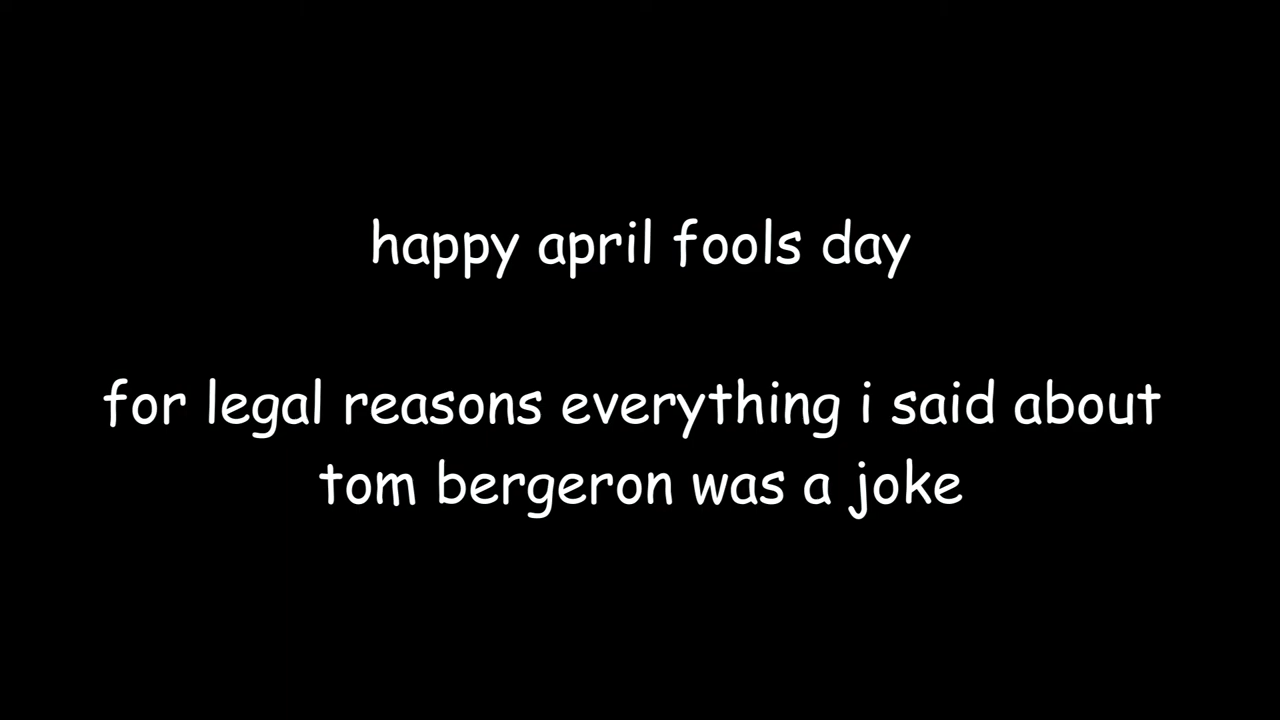 happy april fools day
for legal reasons everything i said about
tom bergeron was a joke